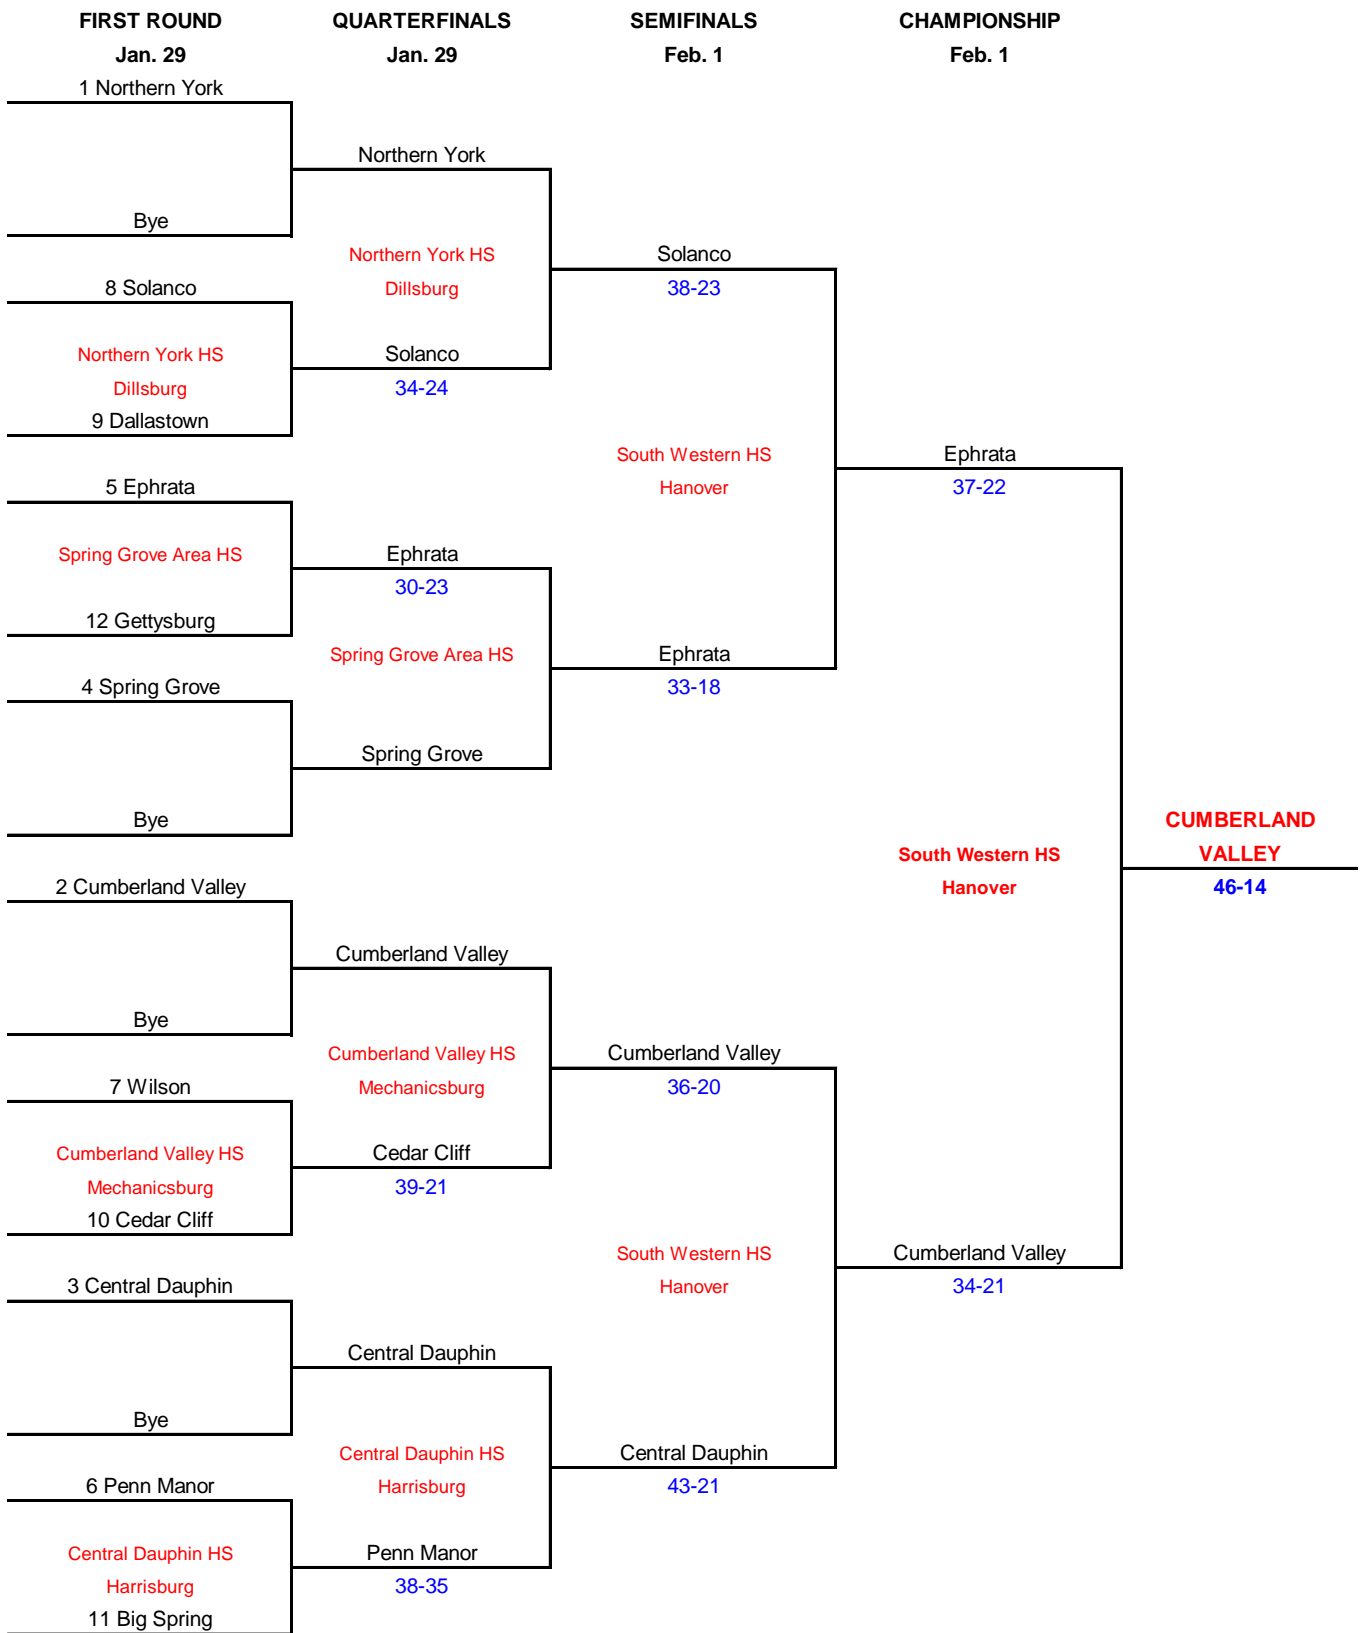 FIRST ROUND
Jan. 29
QUARTERFINALS
Jan. 29
SEMIFINALS
Feb. 1
CHAMPIONSHIP
Feb. 1
1 Northern York
Bye
8 Solanco
Northern York HS
Dillsburg
9 Dallastown
5 Ephrata
Spring Grove Area HS
12 Gettysburg
4 Spring Grove
Bye
2 Cumberland Valley
Bye
7 Wilson
Cumberland Valley HS
Mechanicsburg
10 Cedar Cliff
3 Central Dauphin
Bye
6 Penn Manor
Central Dauphin HS
Harrisburg
11 Big Spring
Northern York
Northern York HS
Dillsburg
Solanco
34-24
Ephrata
30-23
Spring Grove Area HS
Spring Grove
Cumberland Valley
Cumberland Valley HS
Mechanicsburg
Cedar Cliff
39-21
Central Dauphin
Central Dauphin HS
Harrisburg
Penn Manor
38-35
Solanco
38-23
South Western HS
Hanover
Ephrata
33-18
Cumberland Valley
36-20
South Western HS
Hanover
Central Dauphin
43-21
Ephrata
37-22
South Western HS
Hanover
Cumberland Valley
34-21
CUMBERLAND
VALLEY
46-14